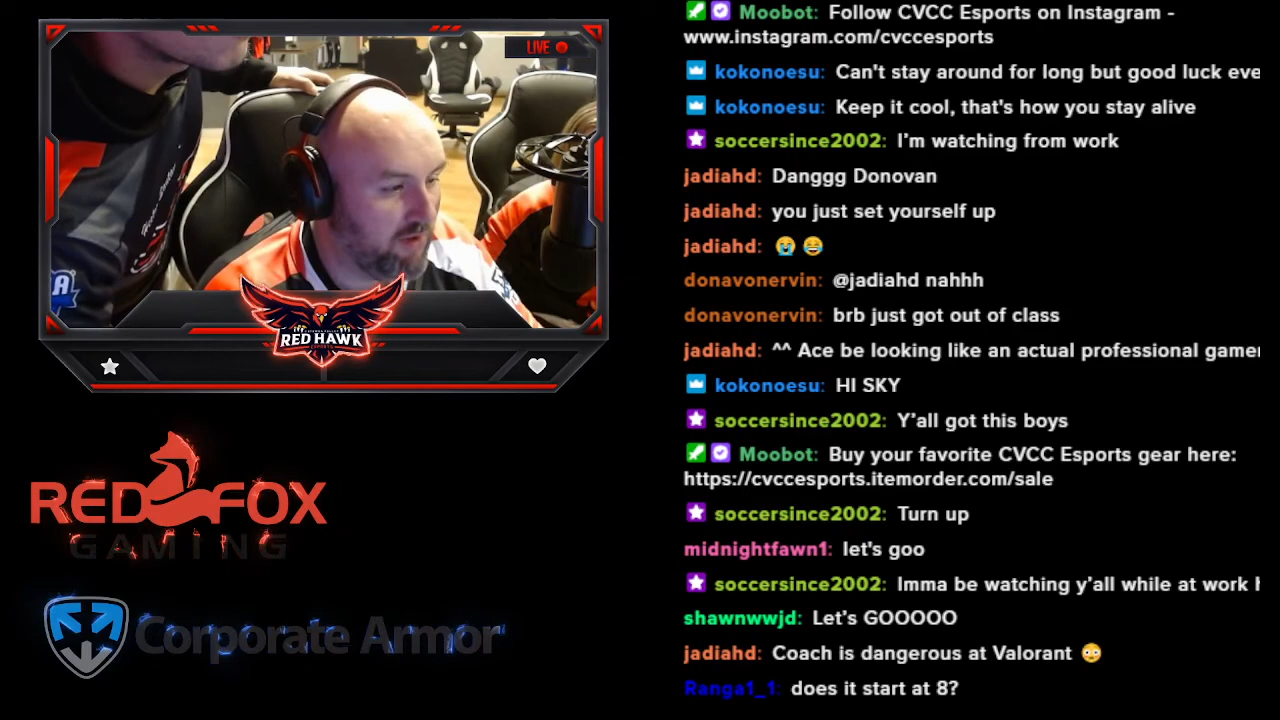 LIVE
A
RED HAWK
ESPORTS
RED FOX
GAMING
Corporate Armor
Moobot: Follow CVCC Esports on Instagram -
www.instagram.com/cvccesports
kokonoesu: Can't stay around for long but good luck eve
kokonoesu: Keep it cool, that's how you stay alive
soccersince2002: I'm watching from work
jadiahd: Danggg Donovan
jadiahd: you just set yourself up
jadiahd: 😭 😂
donavonervin: @jadiahd nahhh
donavonervin: brb just got out of class
jadiahd: ^^ Ace be looking like an actual professional gamer
kokonoesu: HI SKY
soccersince2002: Y'all got this boys
Moobot: Buy your favorite CVCC Esports gear here:
https://cvccesports.itemorder.com/sale
soccersince2002: Turn up
midnightfawn1: let's goo
soccersince2002: Imma be watching y'all while at work h
shawnwwjd: Let's GOOOOO
jadiahd: Coach is dangerous at Valorant 😳
Ranga1_1: does it start at 8?